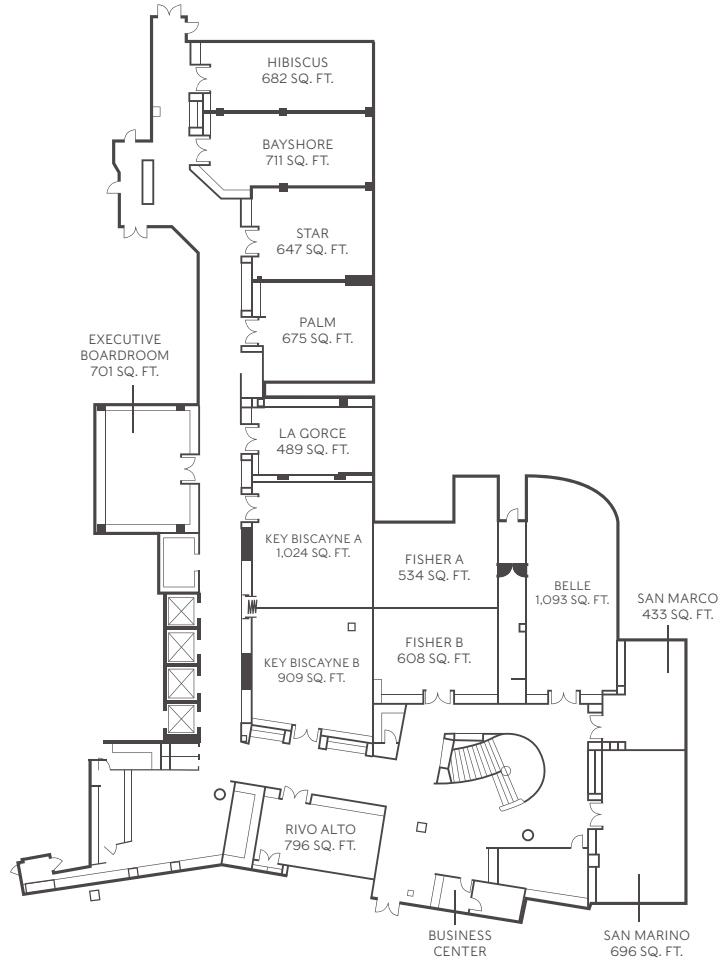 HIBISCUS
682 SQ. FT.
BAYSHORE
711 SQ. FT.
STAR
647 SQ. FT.
PALM
675 SQ. FT.
EXECUTIVE
BOARDROOM
701 SQ. FT.
LA GORCE
489 SQ. FT.
KEY BISCAYNE A
1,024 SQ. FT.
FISHER A
534 SQ. FT.
BELLE
1,093 SQ. FT.
SAN MARCO
433 SQ. FT.
FISHER B
608 SQ. FT.
KEY BISCAYNE B
909 SQ. FT.
RIVO ALTO
796 SQ. FT.
BUSINESS
CENTER
SAN MARINO
696 SQ. FT.